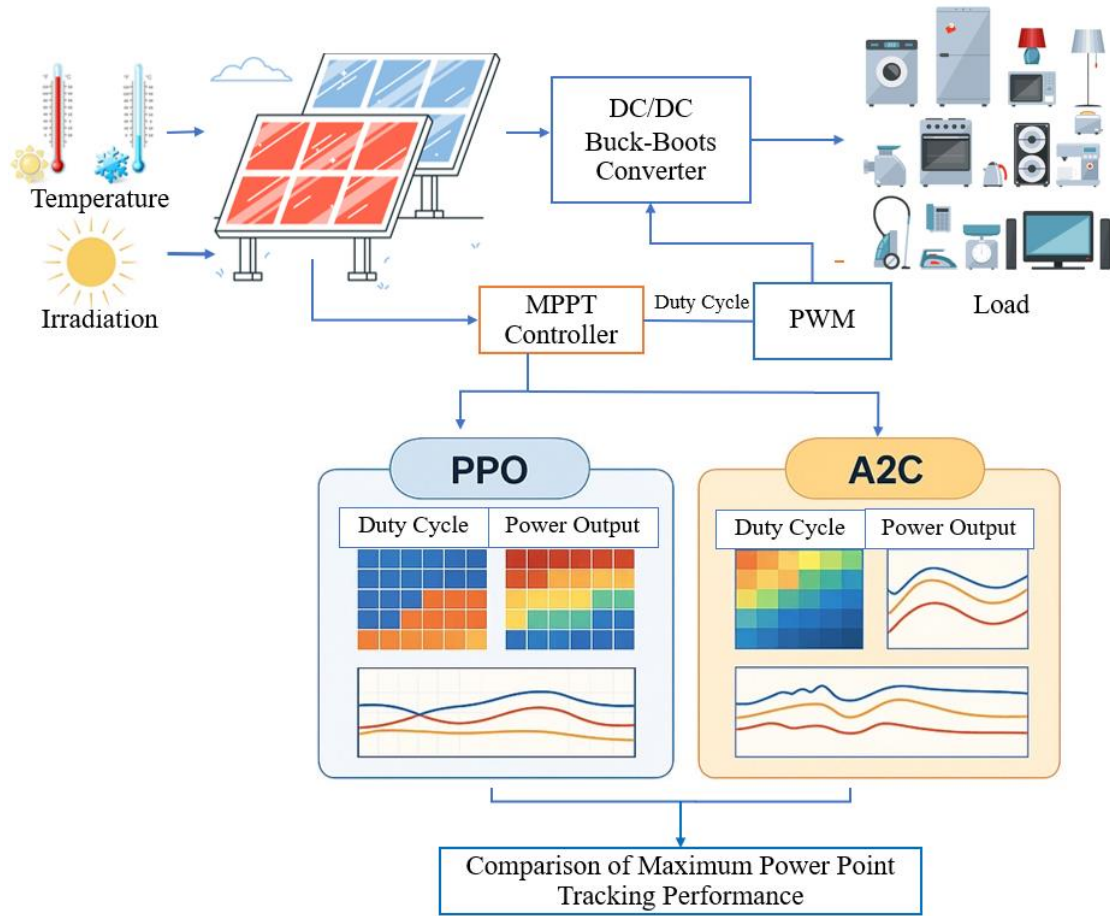 Temperature
Irradiation
DC/DC
Buck-Boots
Converter
Load
MPPT
Controller
Duty Cycle
PWM
PPO
Duty Cycle
Power Output
A2C
Duty Cycle
Power Output
Comparison of Maximum Power Point
Tracking Performance